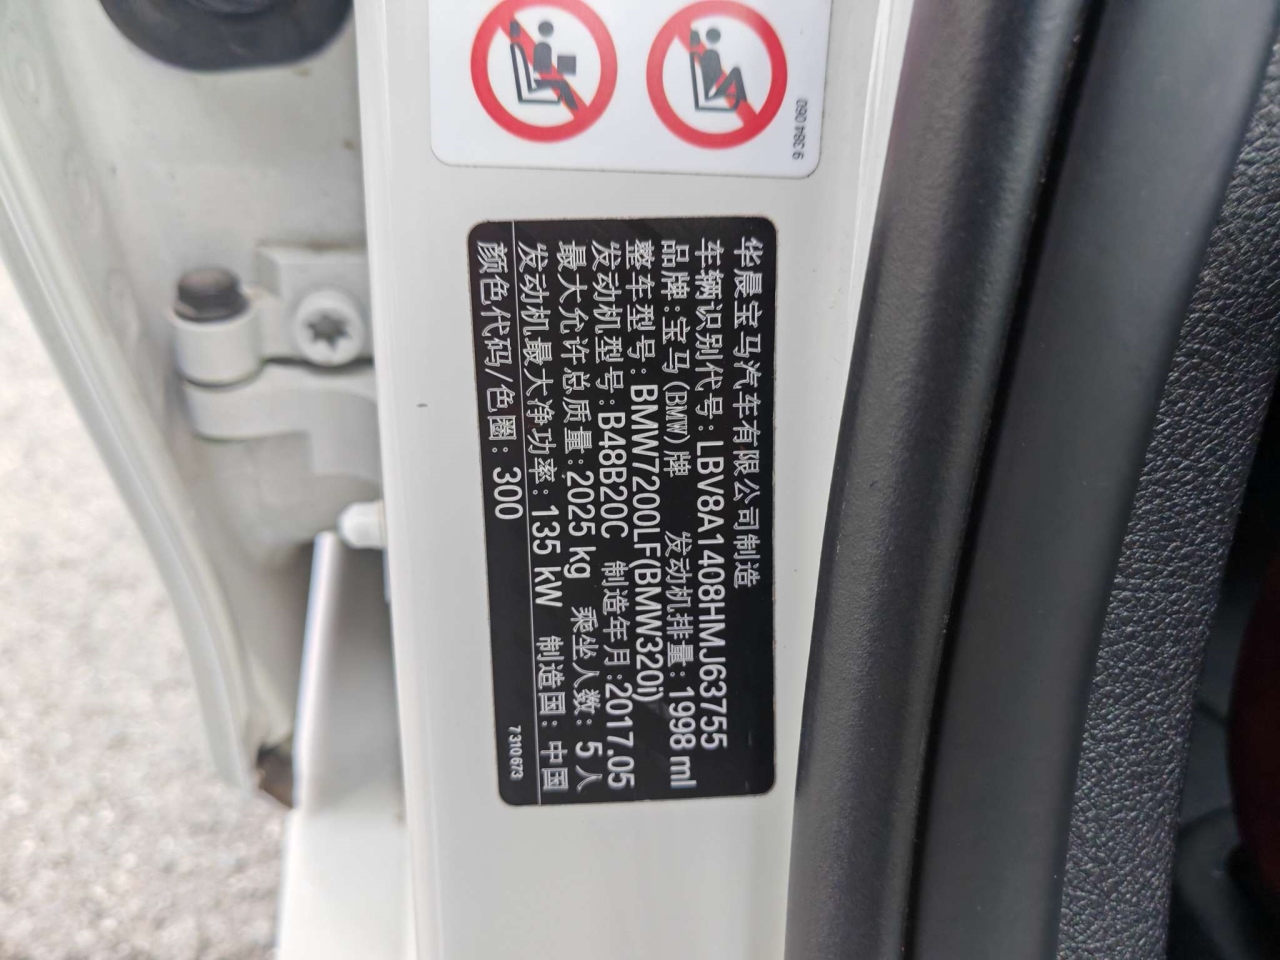 9 384 060
华晨宝马汽车有限公司制造
车辆识别代号: LBV8A1408HMJ63755
品牌: 宝马(BMW)牌 发动机排量: 1998 ml
整车型号: BMW7200LF(BMW320i)
发动机型号: B48B20C 制造年月: 2017.05
最大允许总质量: 2025 kg 乘坐人数: 5 人
发动机最大净功率: 135 kW 制造国: 中国
颜色代码/色圈: 300
7310673